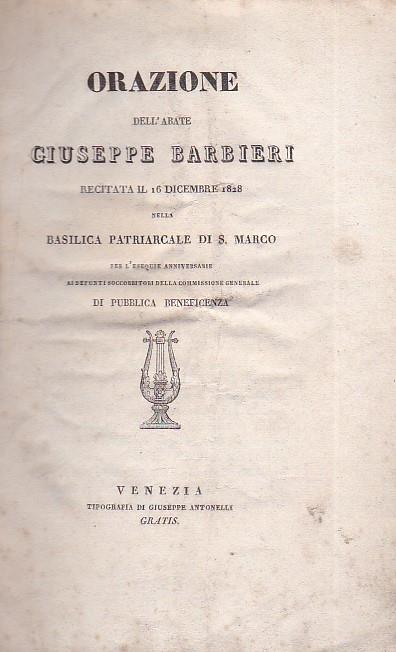 ORAZIONE
DELL'ABATE
GIUSEPPE BARBIERI
RECITATA IL 16 DICEMBRE 1828
NELLA
BASILICA PATRIARCALE DI S. MARCO
PER L'ESEQUIE ANNIVERSARIE
AI DEFUNTI SOCCORRITORI DELLA COMMISSIONE GENERALE
DI PUBBLICA BENEFICENZA
VENEZIA
TIPOGRAFIA DI GIUSEPPE ANTONELLI
GRATIS.